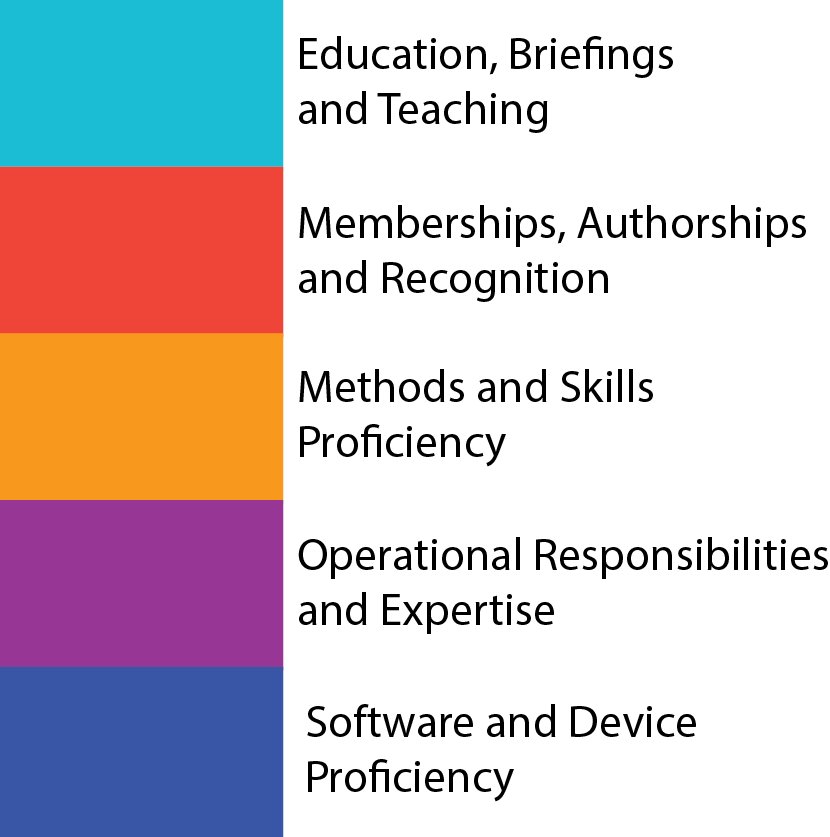 Education, Briefings
and Teaching
Memberships, Authorships
and Recognition
Methods and Skills
Proficiency
Operational Responsibilities
and Expertise
Software and Device
Proficiency